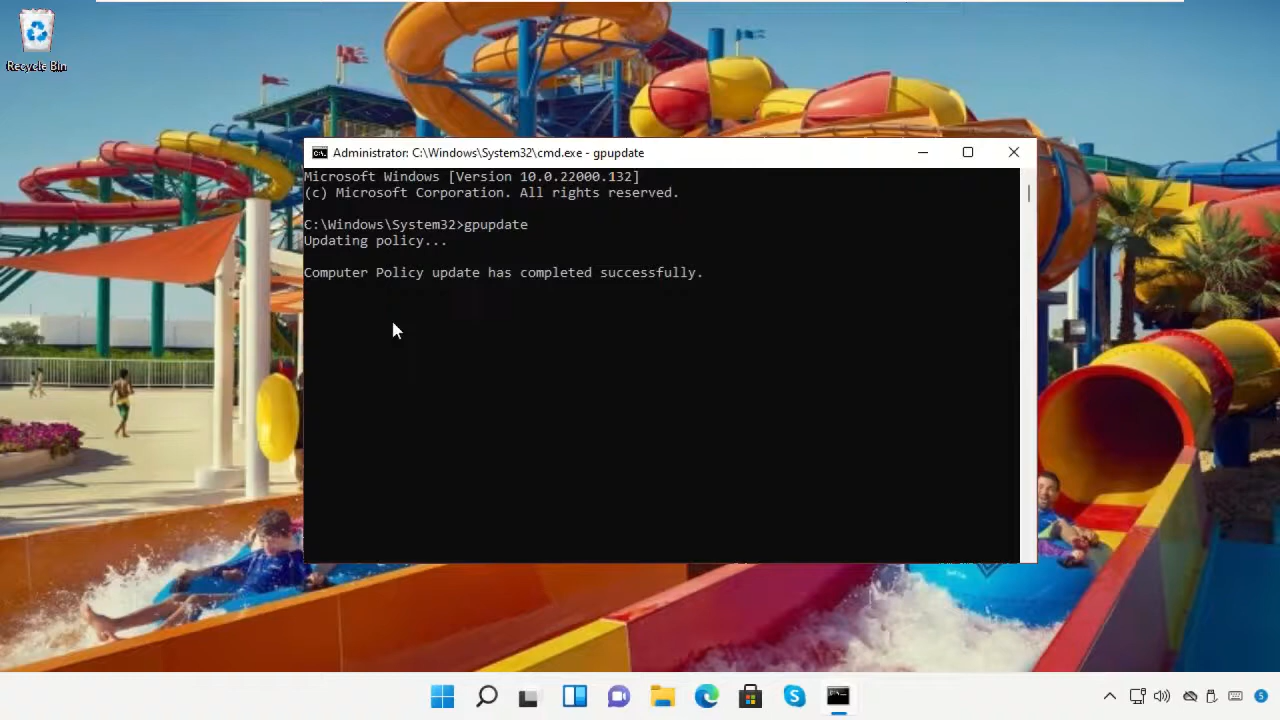 Recycle Bin
Administrator: C:\Windows\System32\cmd.exe - gpupdate
Microsoft Windows [Version 10.0.22000.132]
(c) Microsoft Corporation. All rights reserved.
C:\Windows\System32>gpupdate
Updating policy...
Computer Policy update has completed successfully.
5